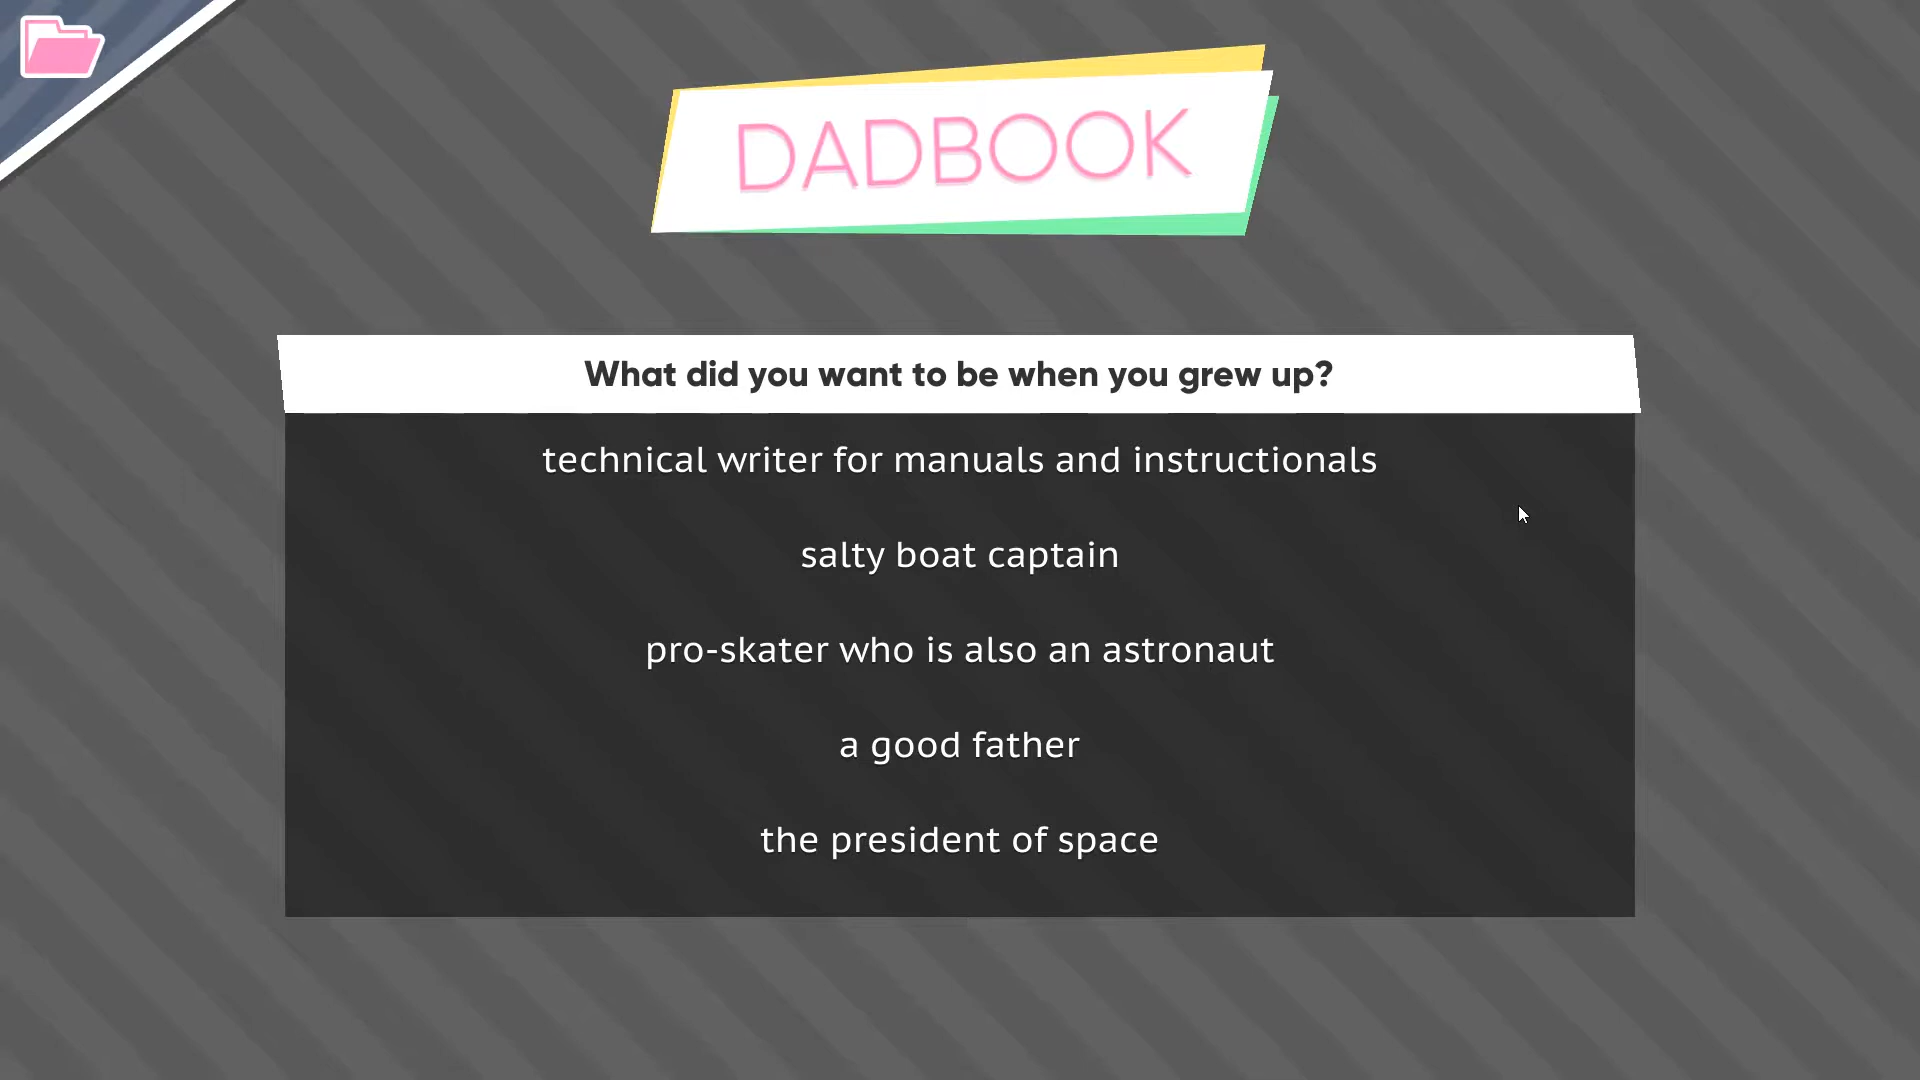 DADBOOK
What did you want to be when you grew up?
technical writer for manuals and instructionals
salty boat captain
pro-skater who is also an astronaut
a good father
the president of space